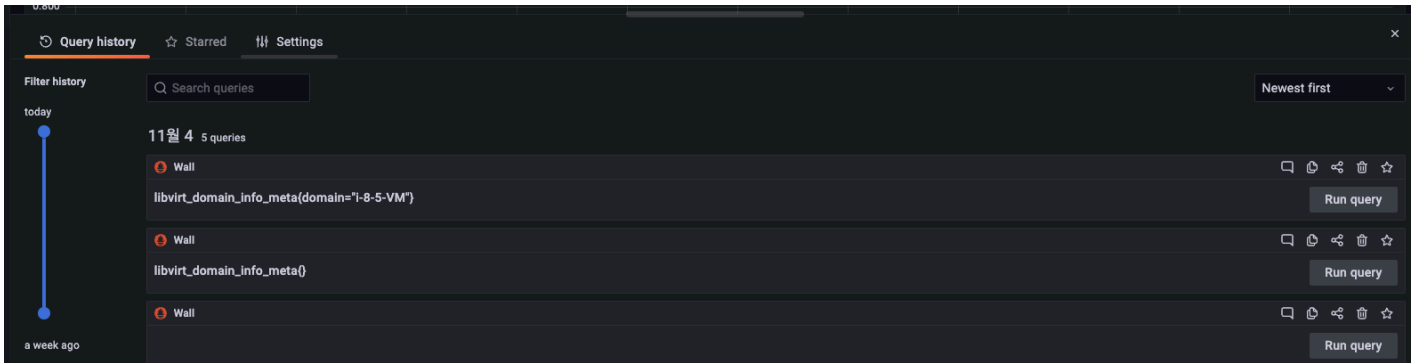 0.800
Query history Starred Settings
Filter history
Search queries
Newest first
today
11월 4 5 queries
Wall
libvirt_domain_info_meta{domain="i-8-5-VM"}
Run query
Wall
libvirt_domain_info_meta{}
Run query
Wall
a week ago
Run query